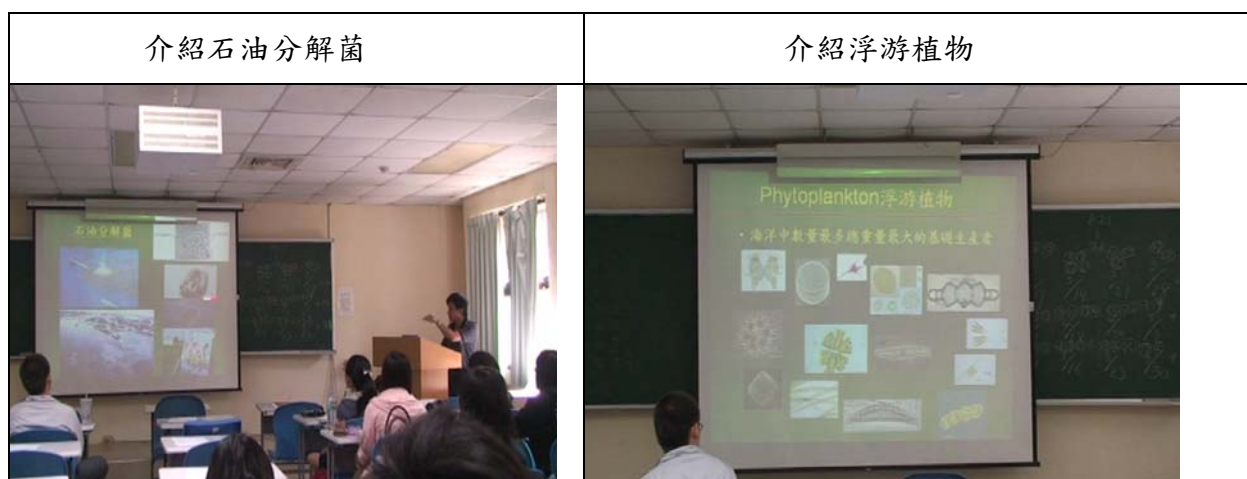 介紹石油分解菌
介紹浮游植物
石油分解菌
Phytoplankton浮游植物
・海洋中數量最多總重量最大的基礎生產者